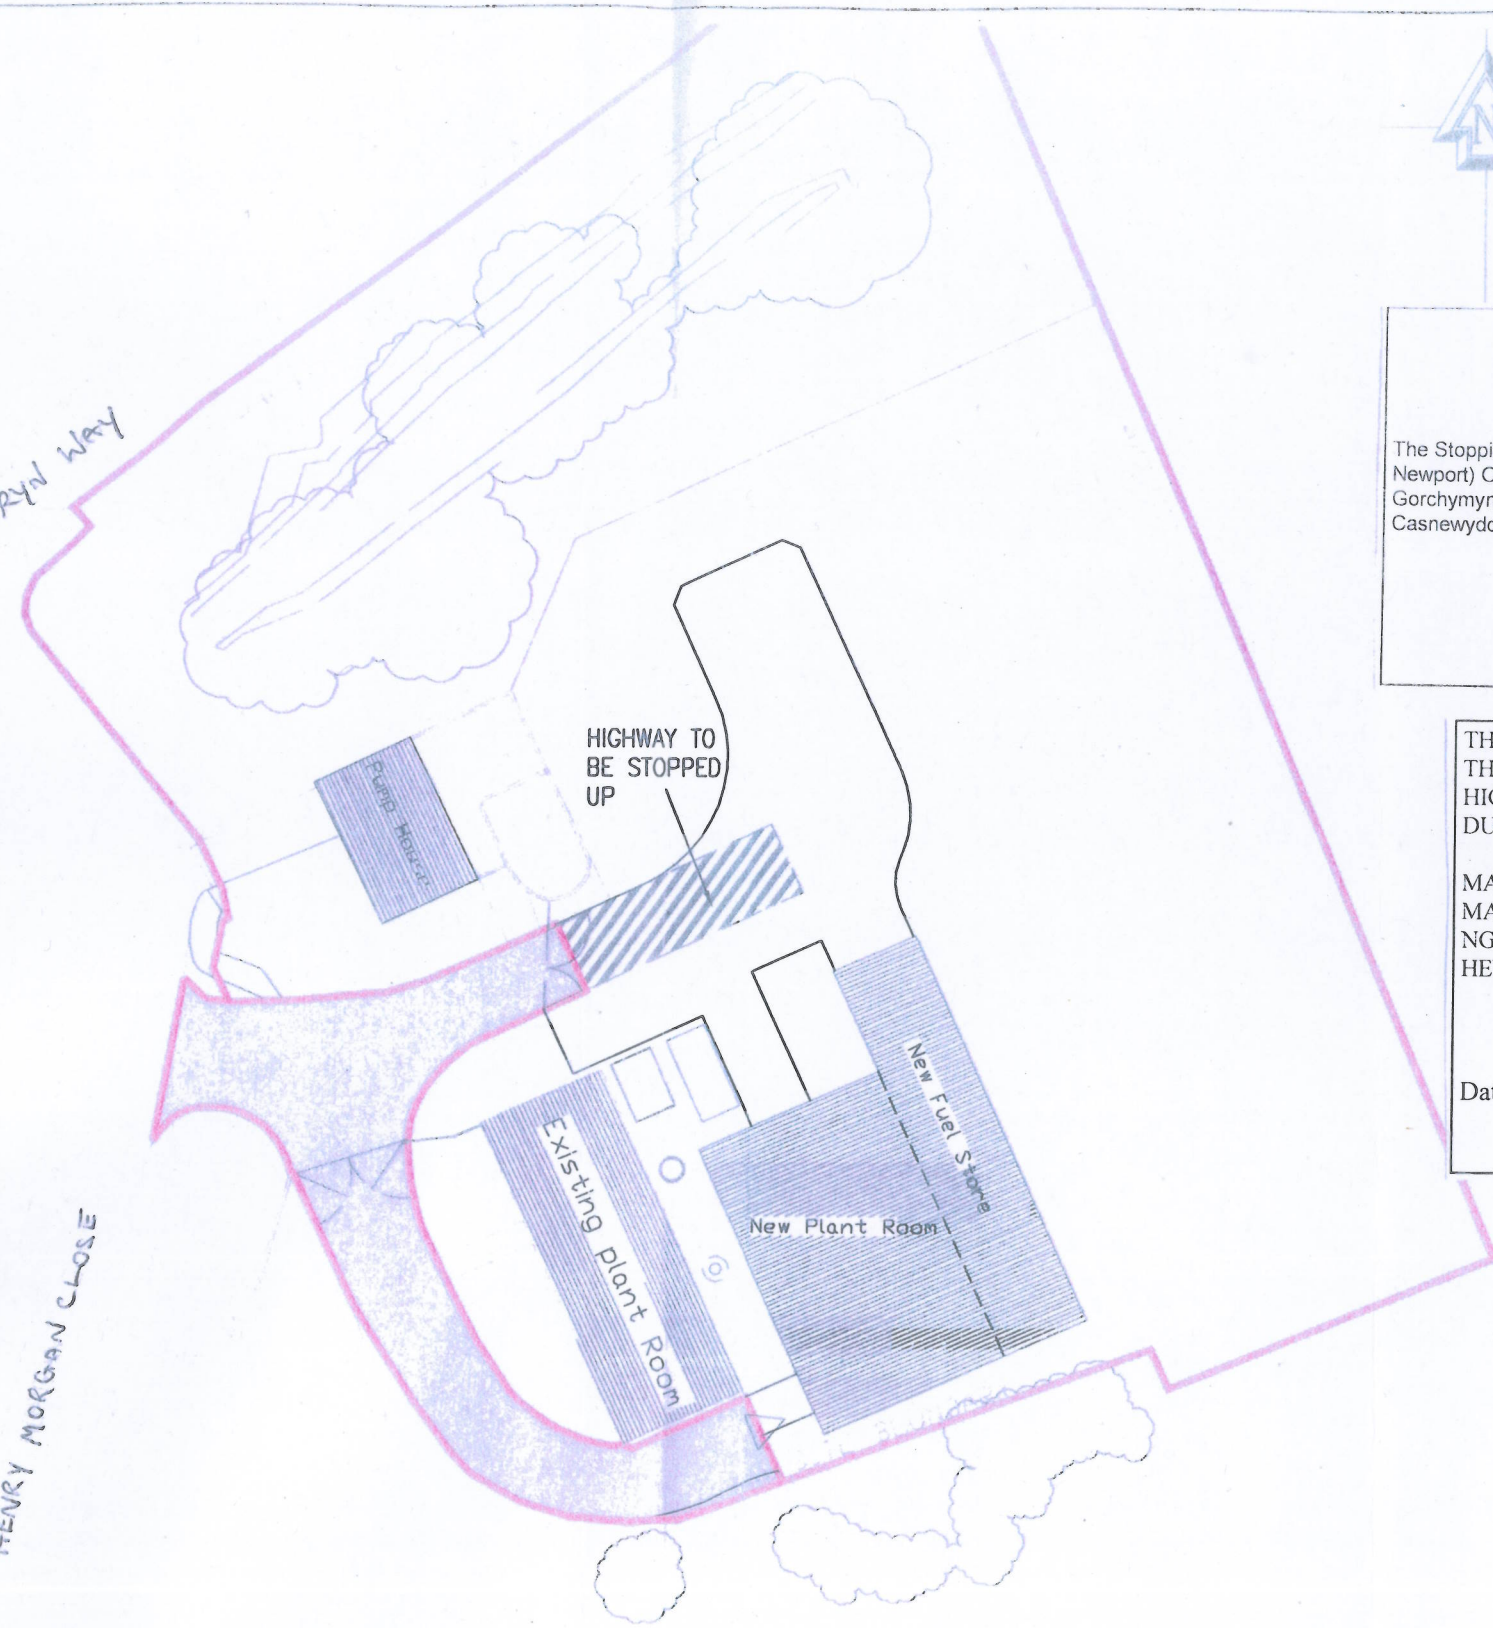 N
RYN WAY
The Stoppi
Newport) O
Gorchymyn
Casnewydd
TH
TH
HIG
DU
MA
MA
NG
HE
Dat
HIGHWAY TO
BE STOPPED
UP
Pump House
Existing plant Room
New Plant Room
New Fuel Store
HENRY MORGAN CLOSE